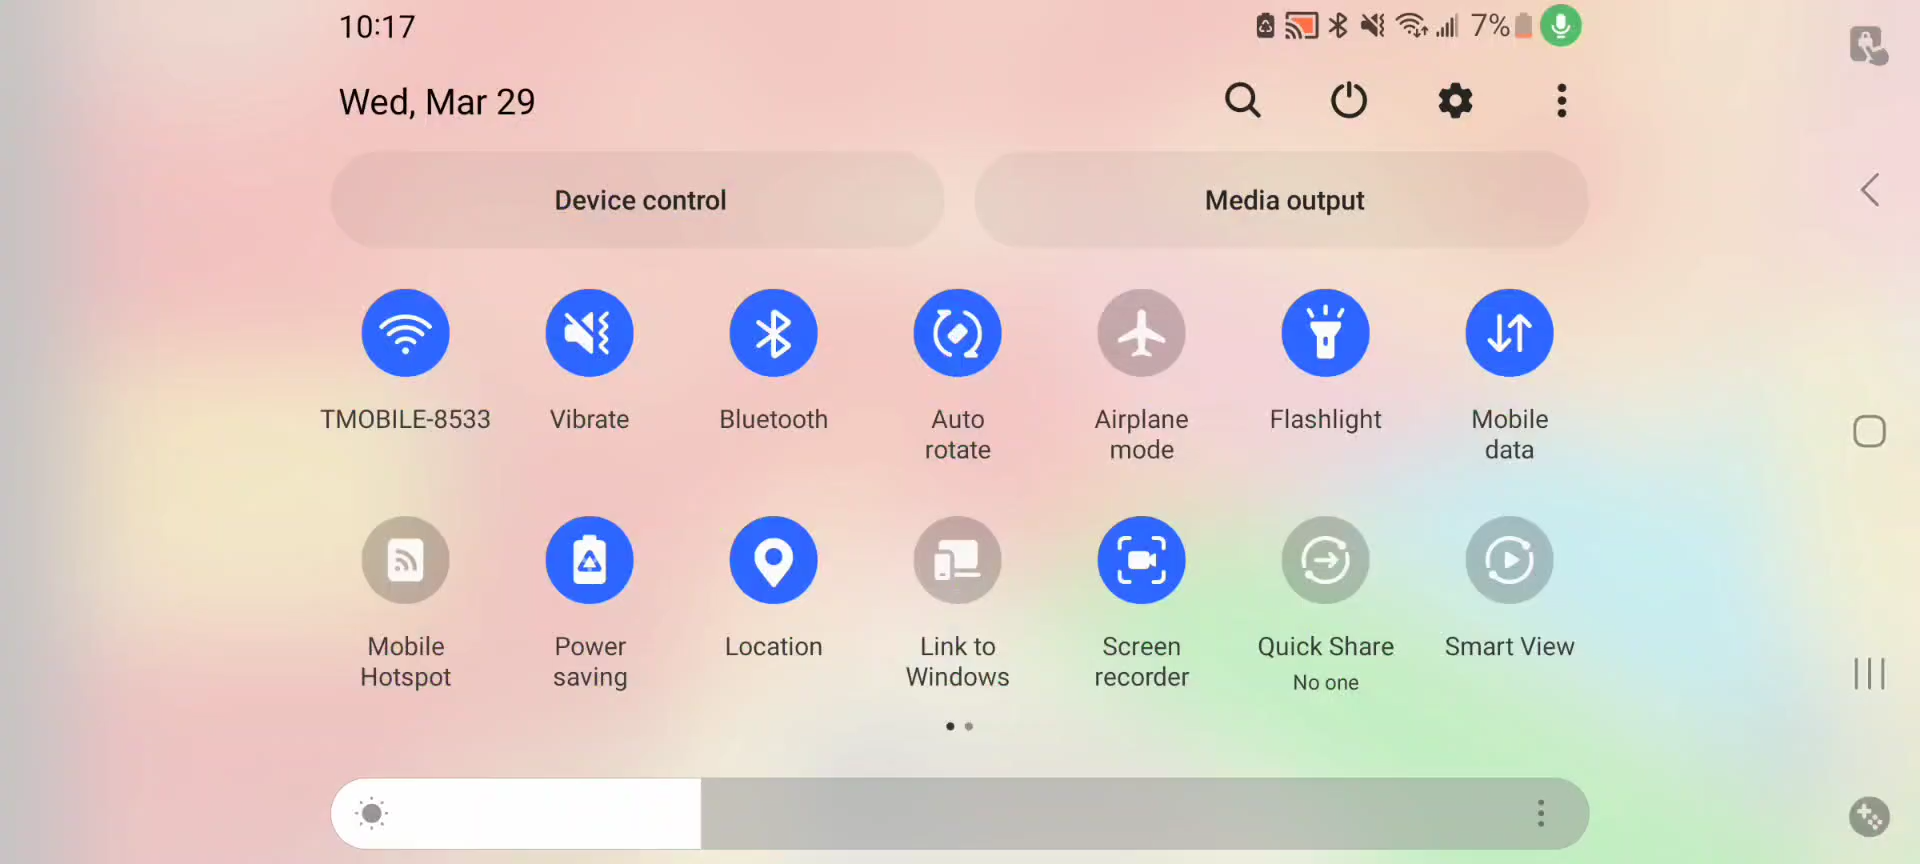 10:17
7%
Wed, Mar 29
Device control
Media output
TMOBILE-8533
Vibrate
Bluetooth
Auto
rotate
Airplane
mode
Flashlight
Mobile
data
Mobile
Hotspot
Power
saving
Location
Link to
Windows
Screen
recorder
Quick Share
No one
Smart View